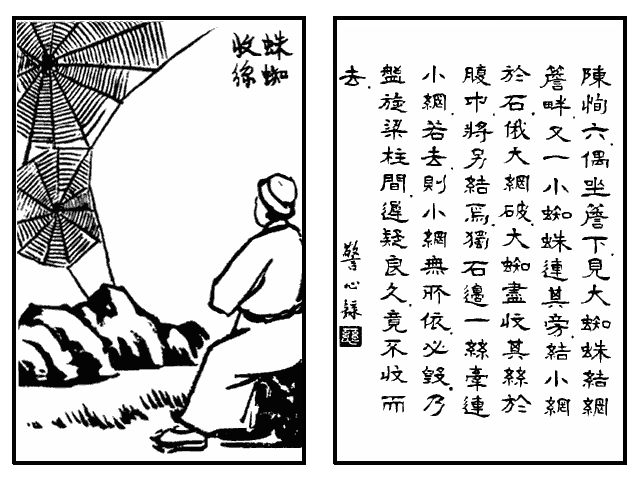 蛛蜘
收線
陳恂六偶坐簷下見大蜘蛛結網
簷畔又一小蜘蛛連其旁結小網
於石俄大網破大蜘盡收其絲於
腹中將另結焉獨石邊一絲牽連
小網若去則小網無所依必毀乃
盤旋梁柱間遲疑良久竟不收而
去
警心錄